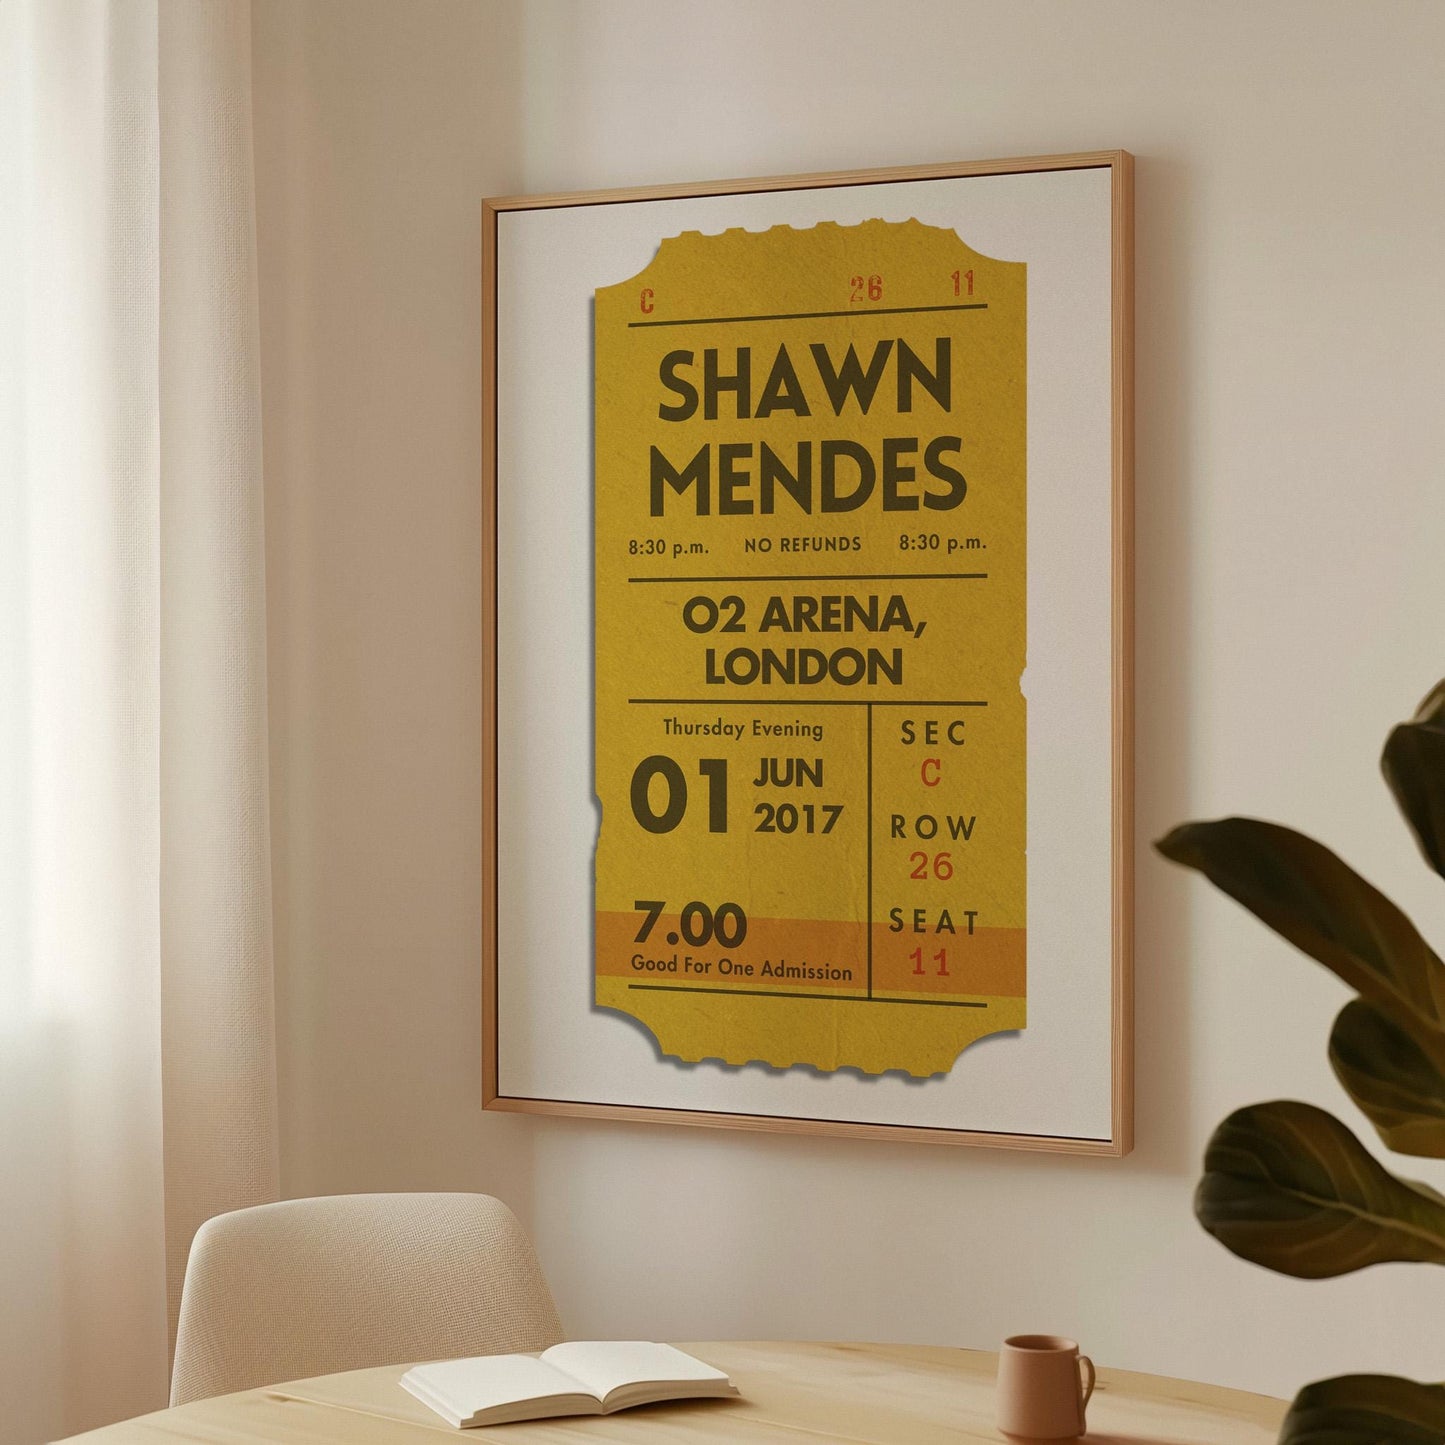 C 26 11
SHAWN
MENDES
8:30 p.m. NO REFUNDS 8:30 p.m.
O2 ARENA,
LONDON
Thursday Evening
01 JUN
2017
SEC
C
ROW
26
SEAT
11
7.00
Good For One Admission